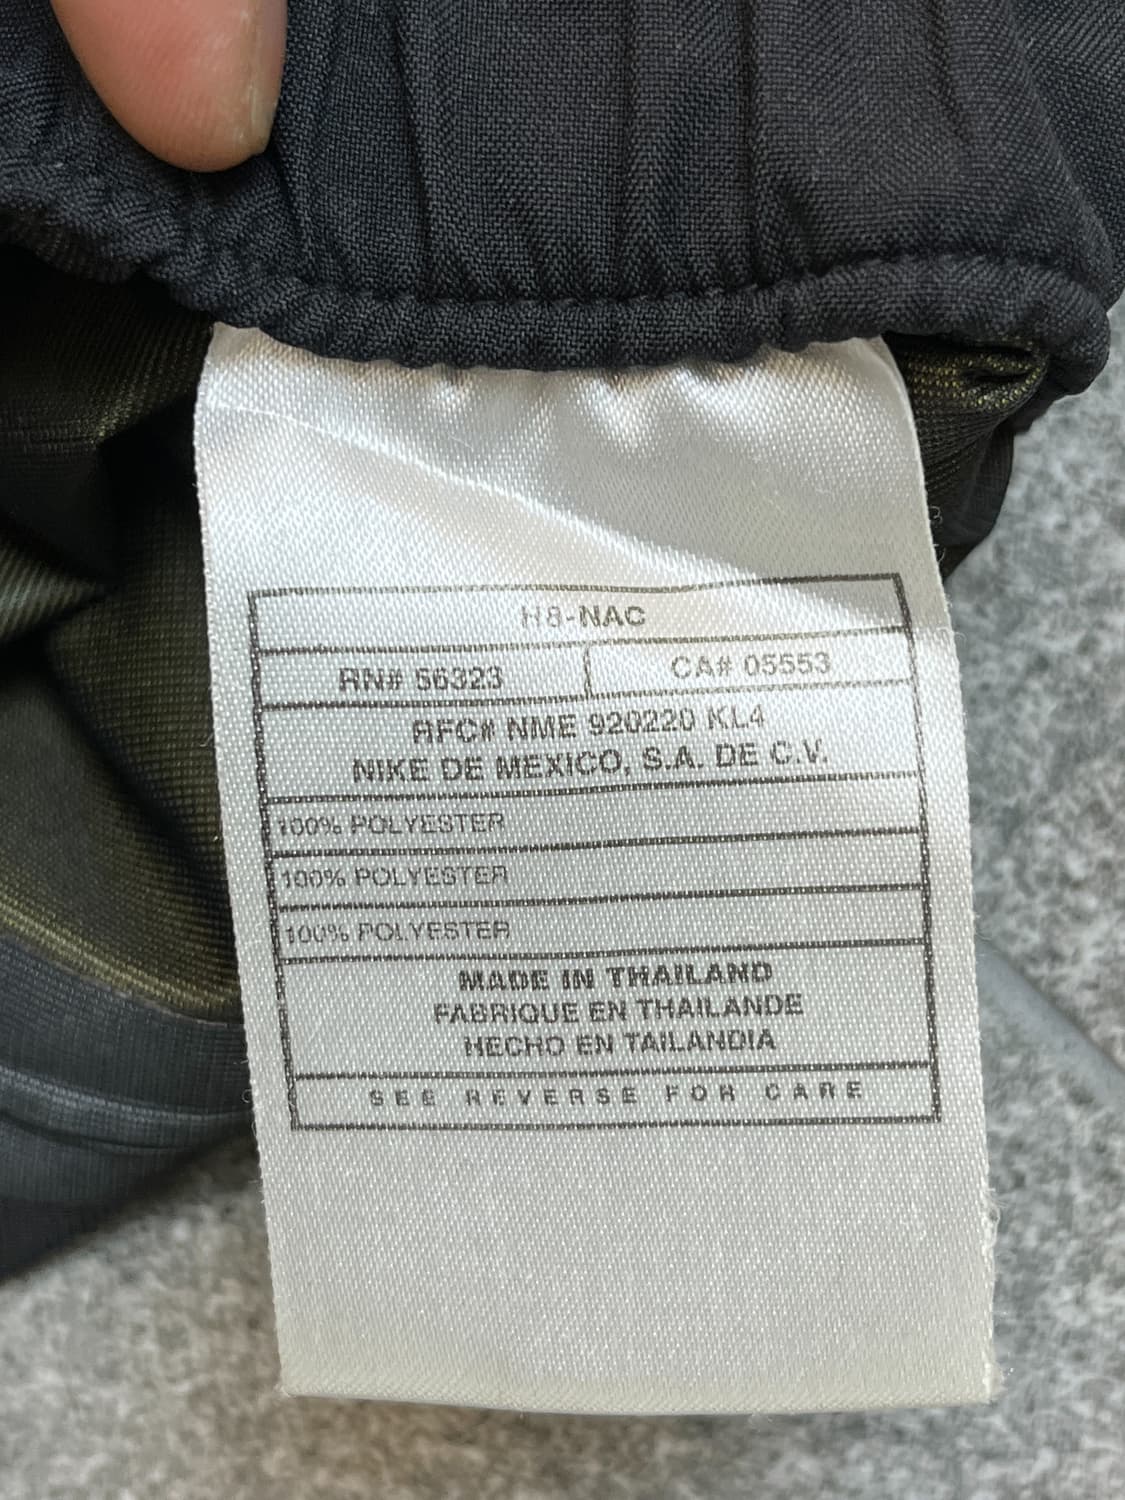 H8-NAC
RN# 56323 CA# 05553
RFC# NME 920220 KL4
NIKE DE MEXICO, S.A. DE C.V.
100% POLYESTER
100% POLYESTER
100% POLYESTER
MADE IN THAILAND
FABRIQUE EN THAILANDE
HECHO EN TAILANDIA
SEE REVERSE FOR CARE